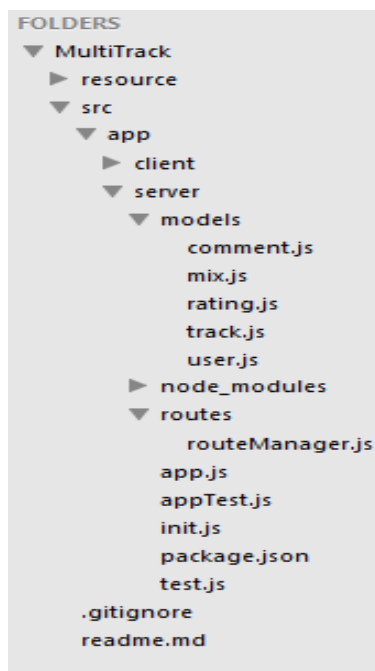 FOLDERS
MultiTrack
resource
src
app
client
server
models
comment.js
mix.js
rating.js
track.js
user.js
node_modules
routes
routeManager.js
app.js
appTest.js
init.js
package.json
test.js
.gitignore
readme.md